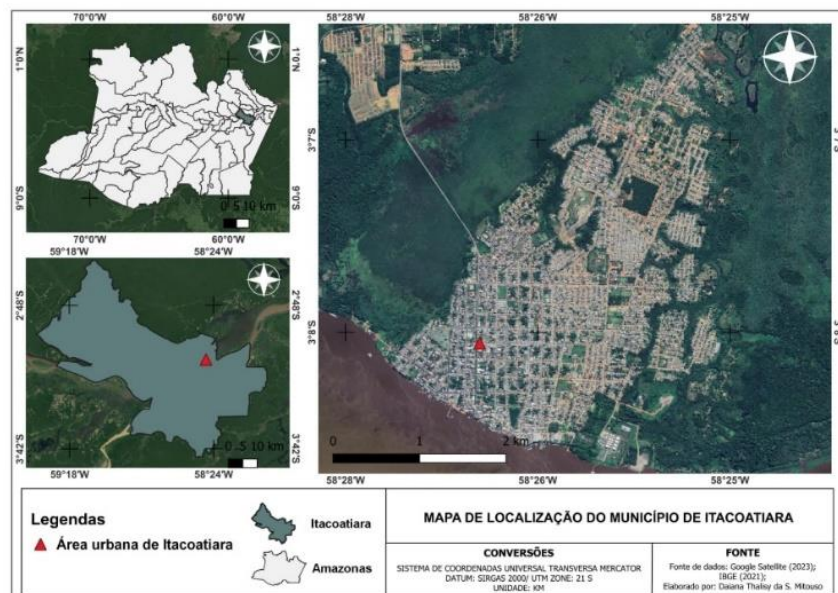 70°0'W 60°0'W
1°0'N 1°0'N
9°0'S 9°0'S
0 5 10 km
70°0'W 60°0'W
59°18'W 58°24'W
2°48'S 2°48'S
3°42'S 3°42'S
0 5 10 km
59°18'W 58°24'W
58°28'W 58°26'W 58°25'W
3°7'S 3°7'S
3°8'S 3°8'S
0 1 2 km
58°28'W 58°26'W 58°25'W
Legendas
Área urbana de Itacoatiara
Itacoatiara
Amazonas
MAPA DE LOCALIZAÇÃO DO MUNICÍPIO DE ITACOATIARA
CONVERSÕES
SISTEMA DE COORDENADAS UNIVERSAL TRANSVERSA MERCATOR
DATUM: SIRGAS 2000/ UTM ZONE: 21 S
UNIDADE: KM
FONTE
Fonte de dados: Google Satellite (2023);
IBGE (2021);
Elaborado por: Daiana Thalisy da S. Mitouso